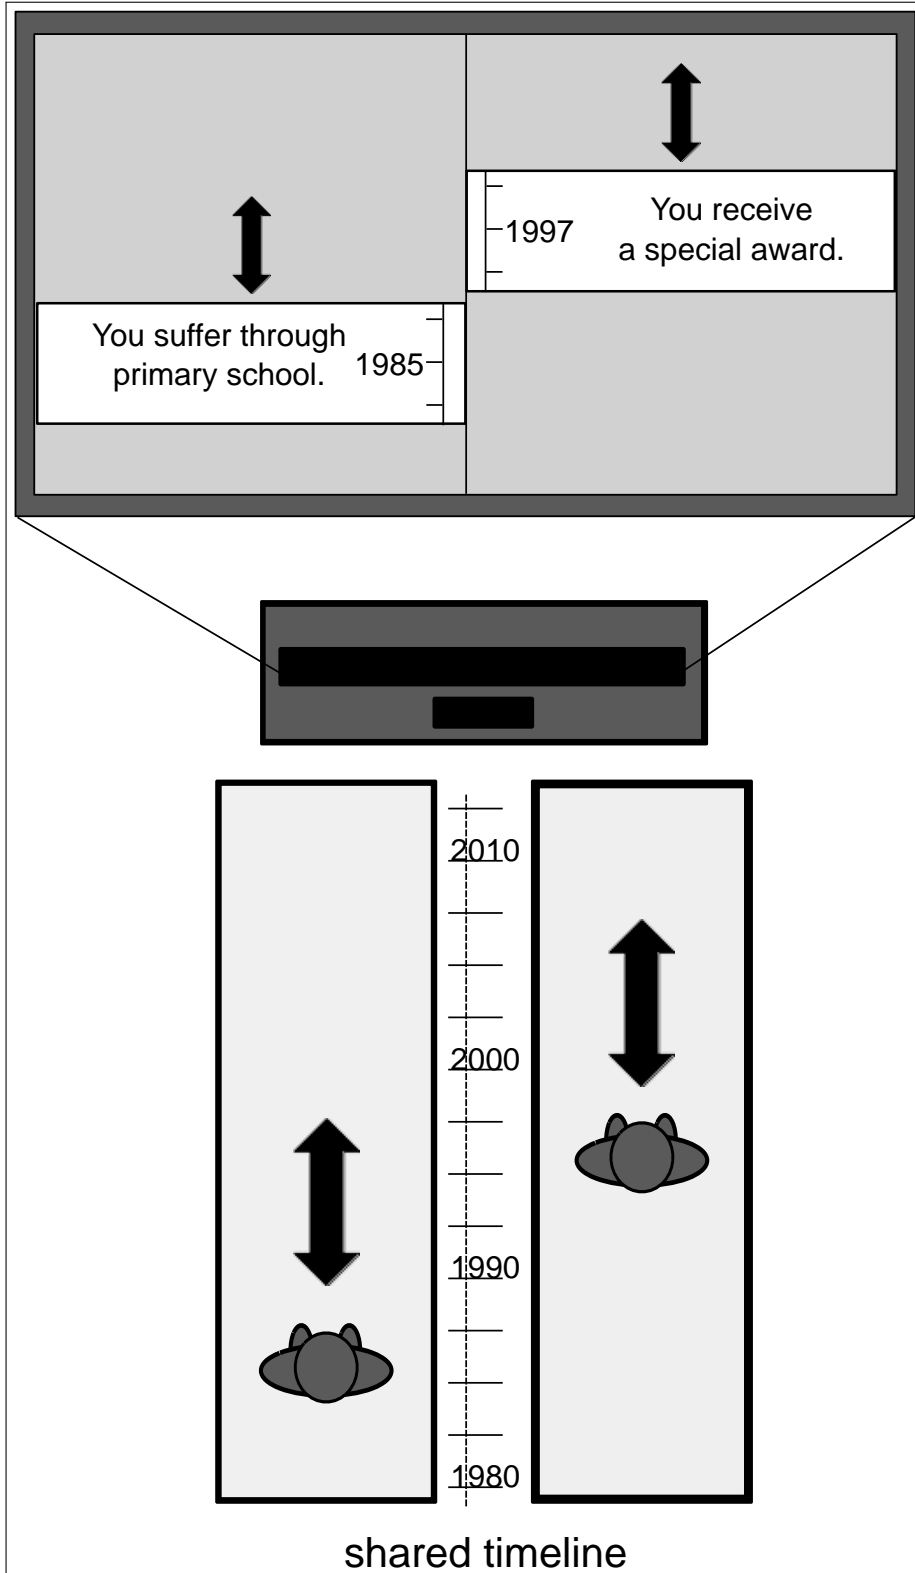 You receive
1997
a special award.
You suffer through
1985
primary school.
2010
2000
1990
1980
shared timeline